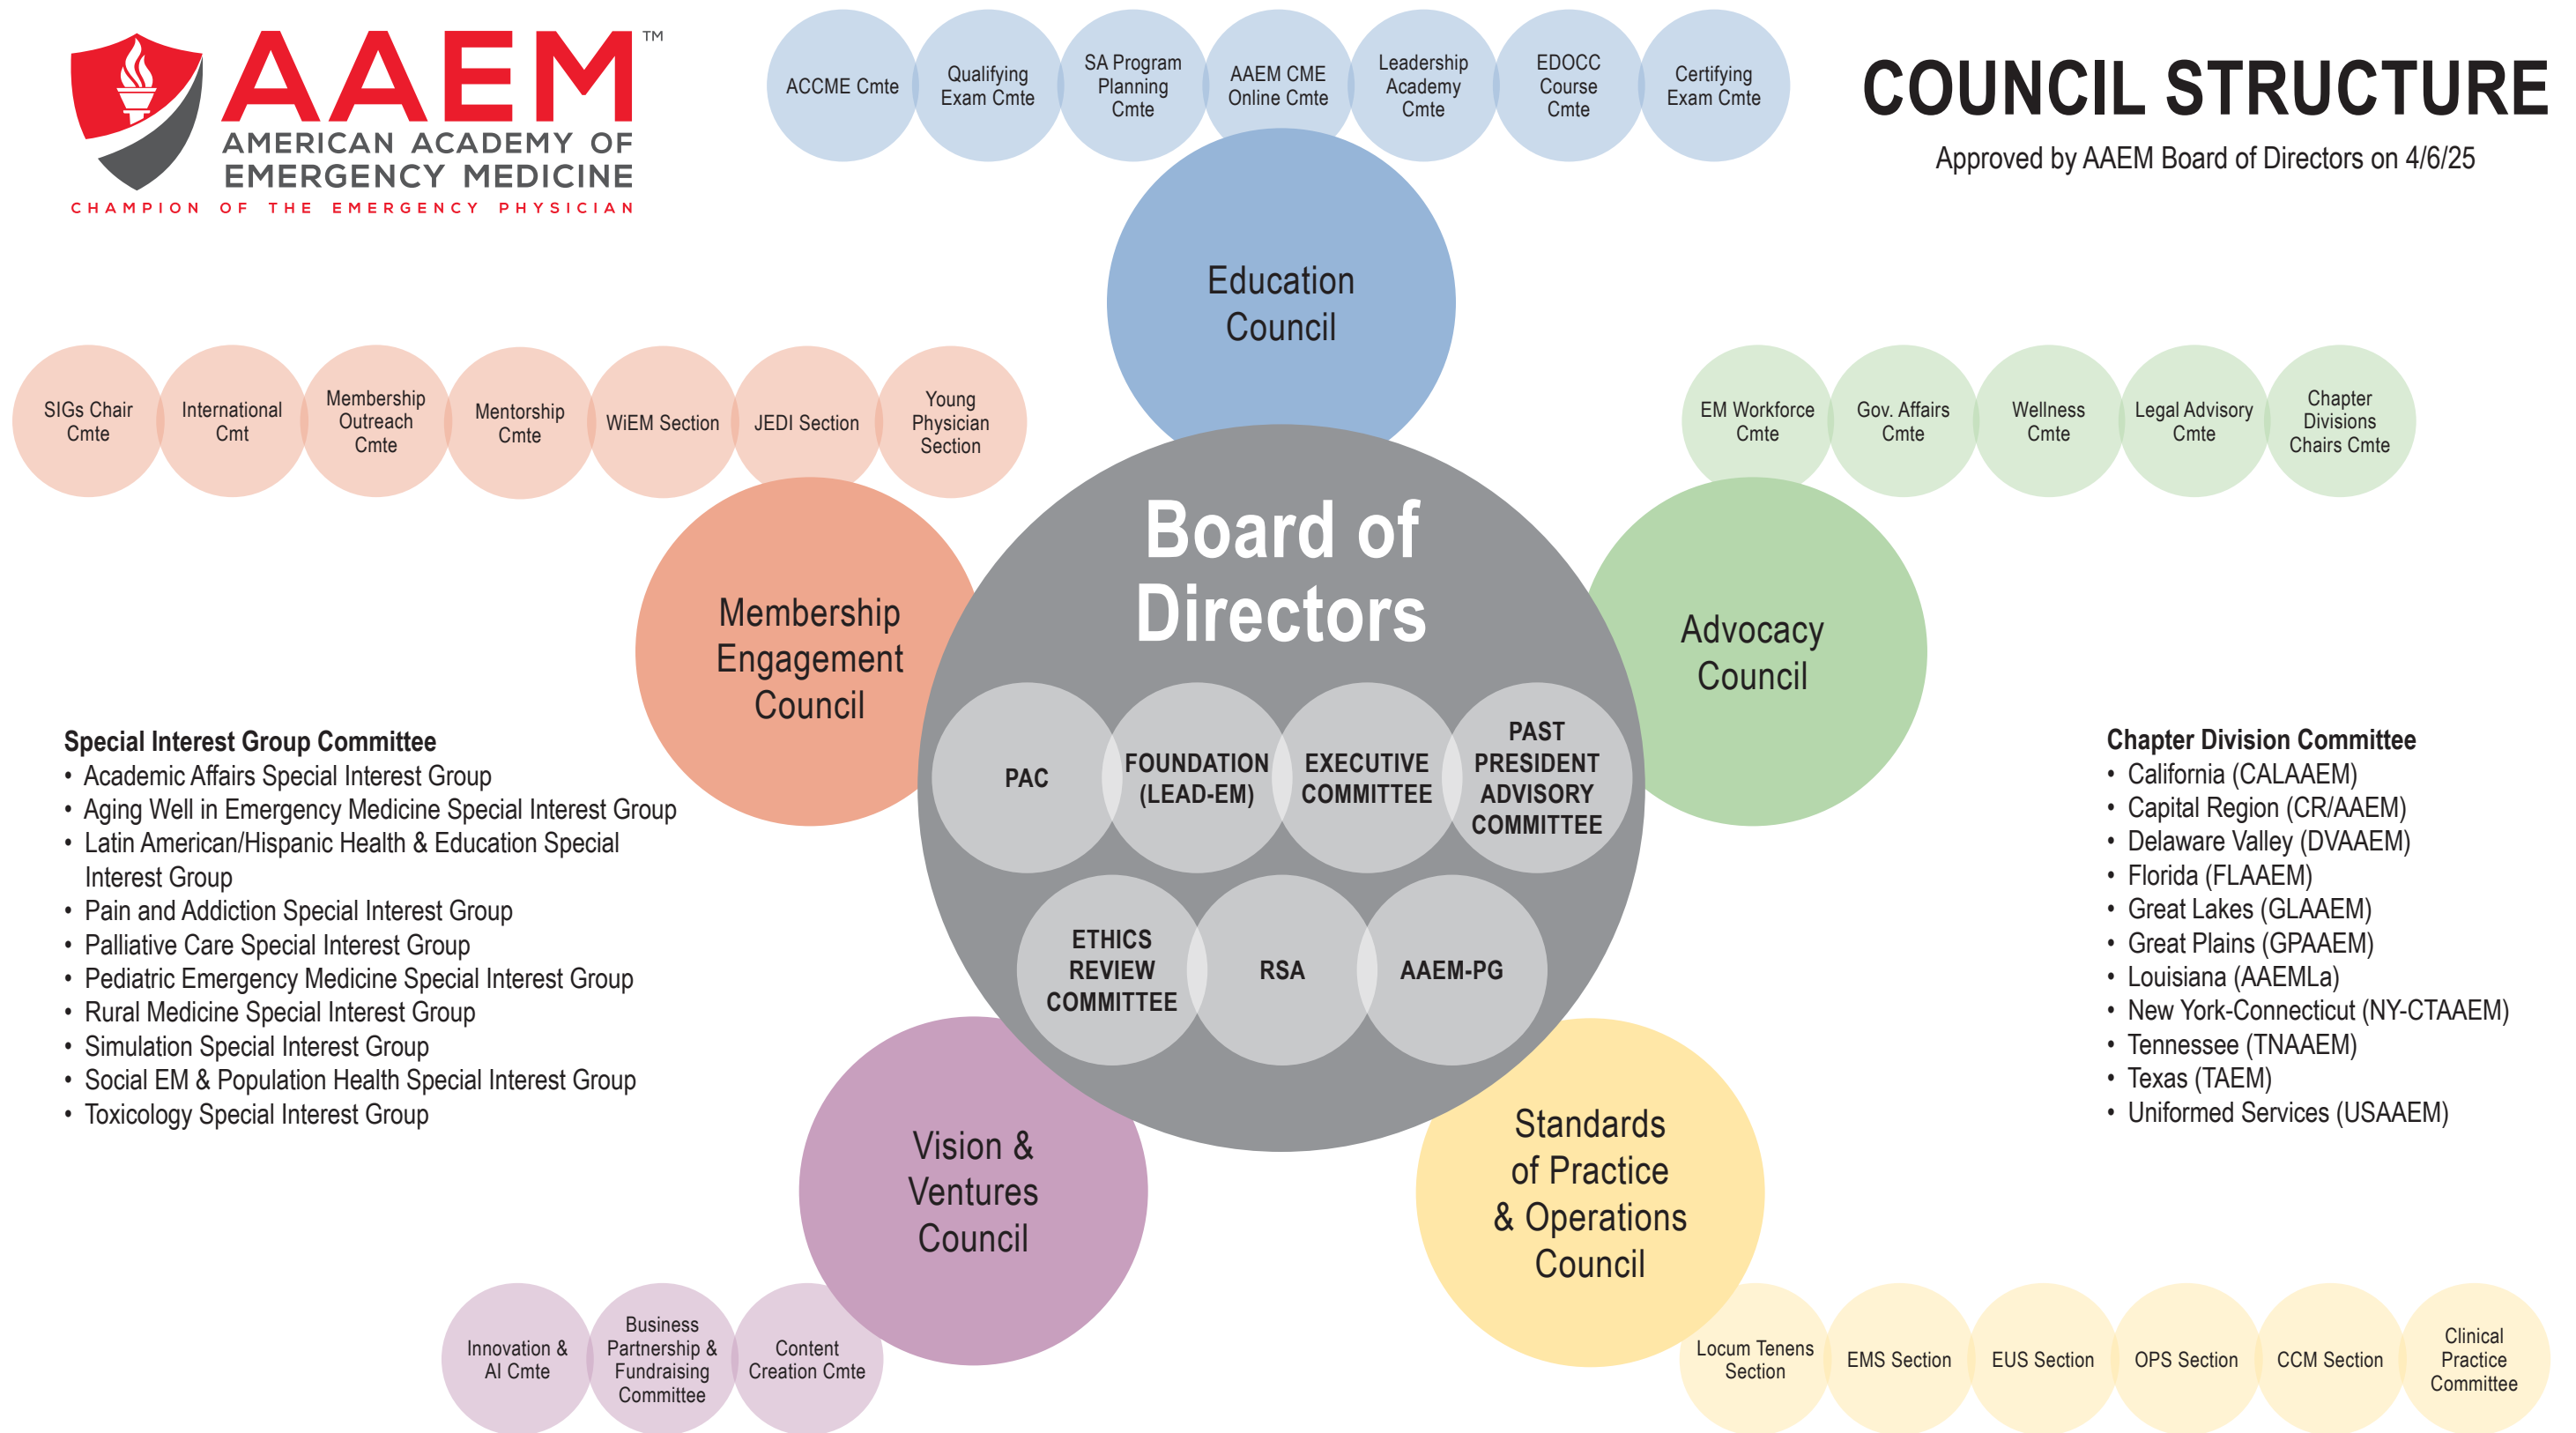 AAEM™
AMERICAN ACADEMY OF
EMERGENCY MEDICINE
CHAMPION OF THE EMERGENCY PHYSICIAN
COUNCIL STRUCTURE
Approved by AAEM Board of Directors on 4/6/25
ACCME Cmte
Qualifying
Exam Cmte
SA Program
Planning
Cmte
AAEM CME
Online Cmte
Leadership
Academy
Cmte
EDOCC
Course
Cmte
Certifying
Exam Cmte
Education
Council
SIGs Chair
Cmte
International
Cmt
Membership
Outreach
Cmte
Mentorship
Cmte
WiEM Section
JEDI Section
Young
Physician
Section
Membership
Engagement
Council
EM Workforce
Cmte
Gov. Affairs
Cmte
Wellness
Cmte
Legal Advisory
Cmte
Chapter
Divisions
Chairs Cmte
Advocacy
Council
Board of
Directors
PAC
FOUNDATION
(LEAD-EM)
EXECUTIVE
COMMITTEE
PAST
PRESIDENT
ADVISORY
COMMITTEE
ETHICS
REVIEW
COMMITTEE
RSA
AAEM-PG
Special Interest Group Committee
• Academic Affairs Special Interest Group
• Aging Well in Emergency Medicine Special Interest Group
• Latin American/Hispanic Health & Education Special
Interest Group
• Pain and Addiction Special Interest Group
• Palliative Care Special Interest Group
• Pediatric Emergency Medicine Special Interest Group
• Rural Medicine Special Interest Group
• Simulation Special Interest Group
• Social EM & Population Health Special Interest Group
• Toxicology Special Interest Group
Chapter Division Committee
• California (CALAAEM)
• Capital Region (CR/AAEM)
• Delaware Valley (DVAAEM)
• Florida (FLAAEM)
• Great Lakes (GLAAEM)
• Great Plains (GPAAEM)
• Louisiana (AAEMLa)
• New York-Connecticut (NY-CTAAEM)
• Tennessee (TNAAEM)
• Texas (TAEM)
• Uniformed Services (USAAEM)
Vision &
Ventures
Council
Innovation &
AI Cmte
Business
Partnership &
Fundraising
Committee
Content
Creation Cmte
Standards
of Practice
& Operations
Council
Locum Tenens
Section
EMS Section
EUS Section
OPS Section
CCM Section
Clinical
Practice
Committee